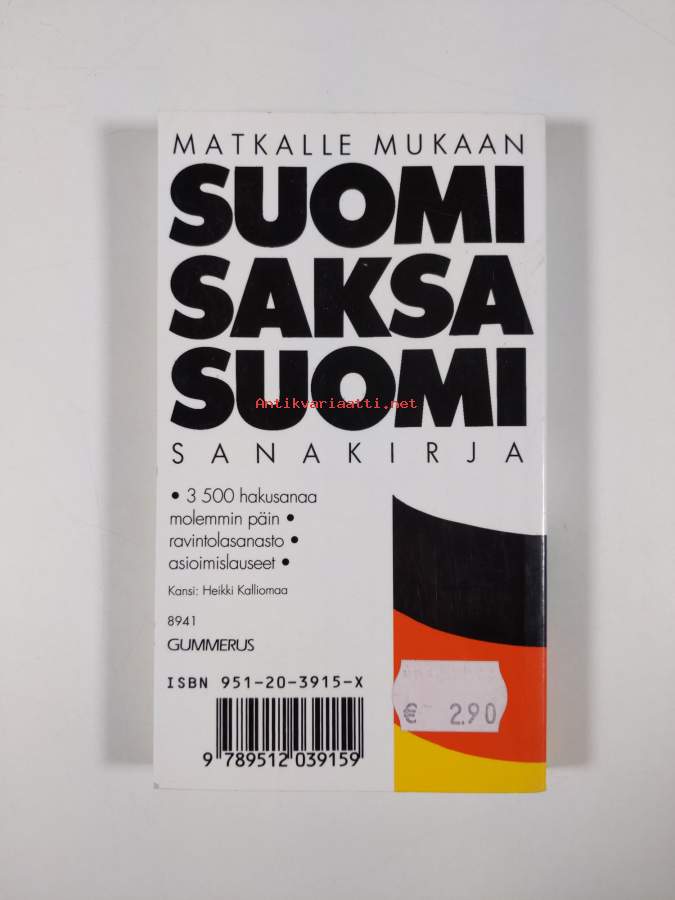 MATKALLE MUKAAN
SUOMI
SAKSA
SUOMI
Antikvariaatti.net
SANAKIRJA
• 3 500 hakusanaa
molemmin päin •
ravintolasanasto •
asioimislauseet •
Kansi: Heikki Kalliomaa
8941
GUMMERUS
ISBN 951-20-3915-X
€ 2.90
9 789512 039159